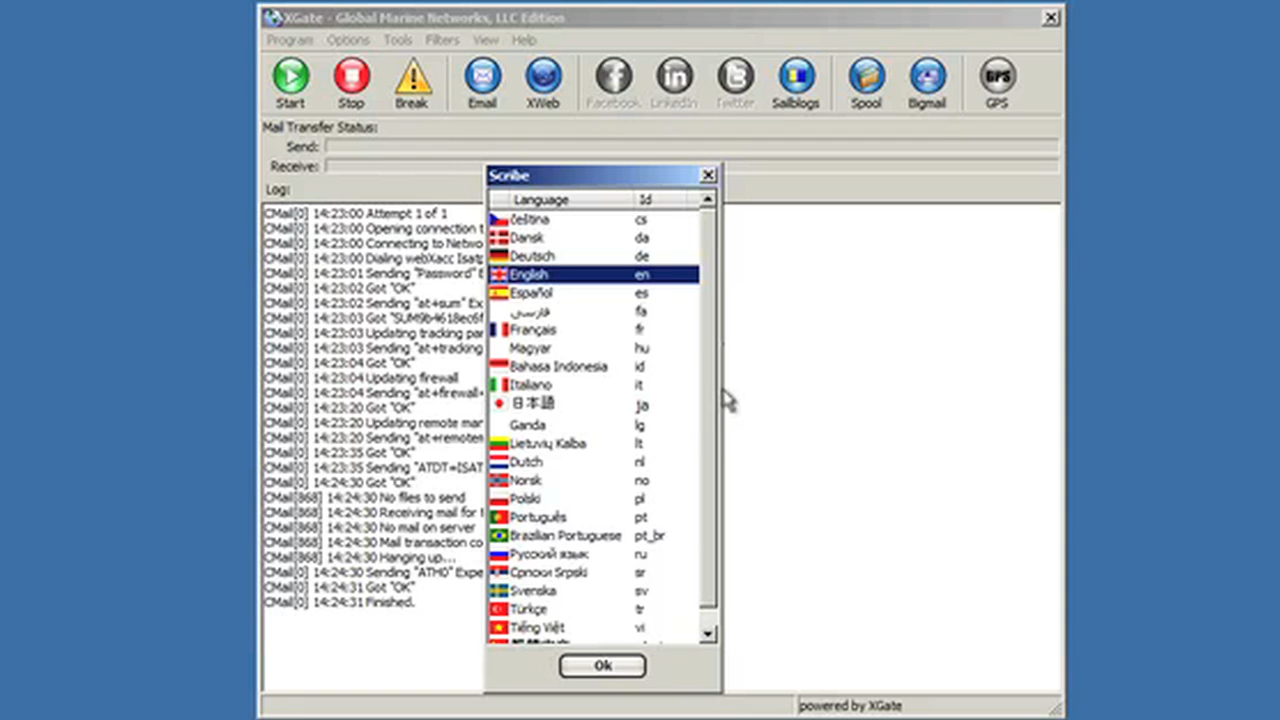 XGate - Global Marine Networks, LLC Edition
Program Options Tools Filters View Help
Start Stop Break Email XWeb Facebook LinkedIn Twitter Sailblogs Spool Bigmail GPS
GPS
Mail Transfer Status:
Send:
Receive:
Log:
CMail[0] 14:23:00 Attempt 1 of 1
CMail[0] 14:23:00 Opening connection t
CMail[0] 14:23:00 Connecting to Netwo
CMail[0] 14:23:00 Dialing webXacc Isat
CMail[0] 14:23:01 Sending "Password" E
CMail[0] 14:23:02 Got "OK"
CMail[0] 14:23:02 Sending "at+sum" Ex
CMail[0] 14:23:03 Got "SUM9b4618ec6f
CMail[0] 14:23:03 Updating tracking par
CMail[0] 14:23:03 Sending "at+tracking
CMail[0] 14:23:04 Got "OK"
CMail[0] 14:23:04 Updating firewall
CMail[0] 14:23:04 Sending "at+firewall
CMail[0] 14:23:20 Got "OK"
CMail[0] 14:23:20 Updating remote mar
CMail[0] 14:23:20 Sending "at+remote
CMail[0] 14:23:35 Got "OK"
CMail[0] 14:23:35 Sending "ATDT=ISAT
CMail[0] 14:24:30 Got "OK"
CMail[868] 14:24:30 No files to send
CMail[868] 14:24:30 Receiving mail for
CMail[868] 14:24:30 No mail on server
CMail[868] 14:24:30 Mail transaction co
CMail[868] 14:24:30 Hanging up...
CMail[0] 14:24:30 Sending "ATH0" Expe
CMail[0] 14:24:31 Got "OK"
CMail[0] 14:24:31 Finished.
Scribe
Language Id
čeština cs
Dansk da
Deutsch de
English en
Español es
فارسی fa
Français fr
Magyar hu
Bahasa Indonesia id
Italiano it
日本語 ja
Ganda lg
Lietuvių Kalba lt
Dutch nl
Norsk no
Polski pl
Português pt
Brazilian Portuguese pt_br
Русский язык ru
Српски Srpski sr
Svenska sv
Türkçe tr
Tiếng Việt vi
Ok
powered by XGate